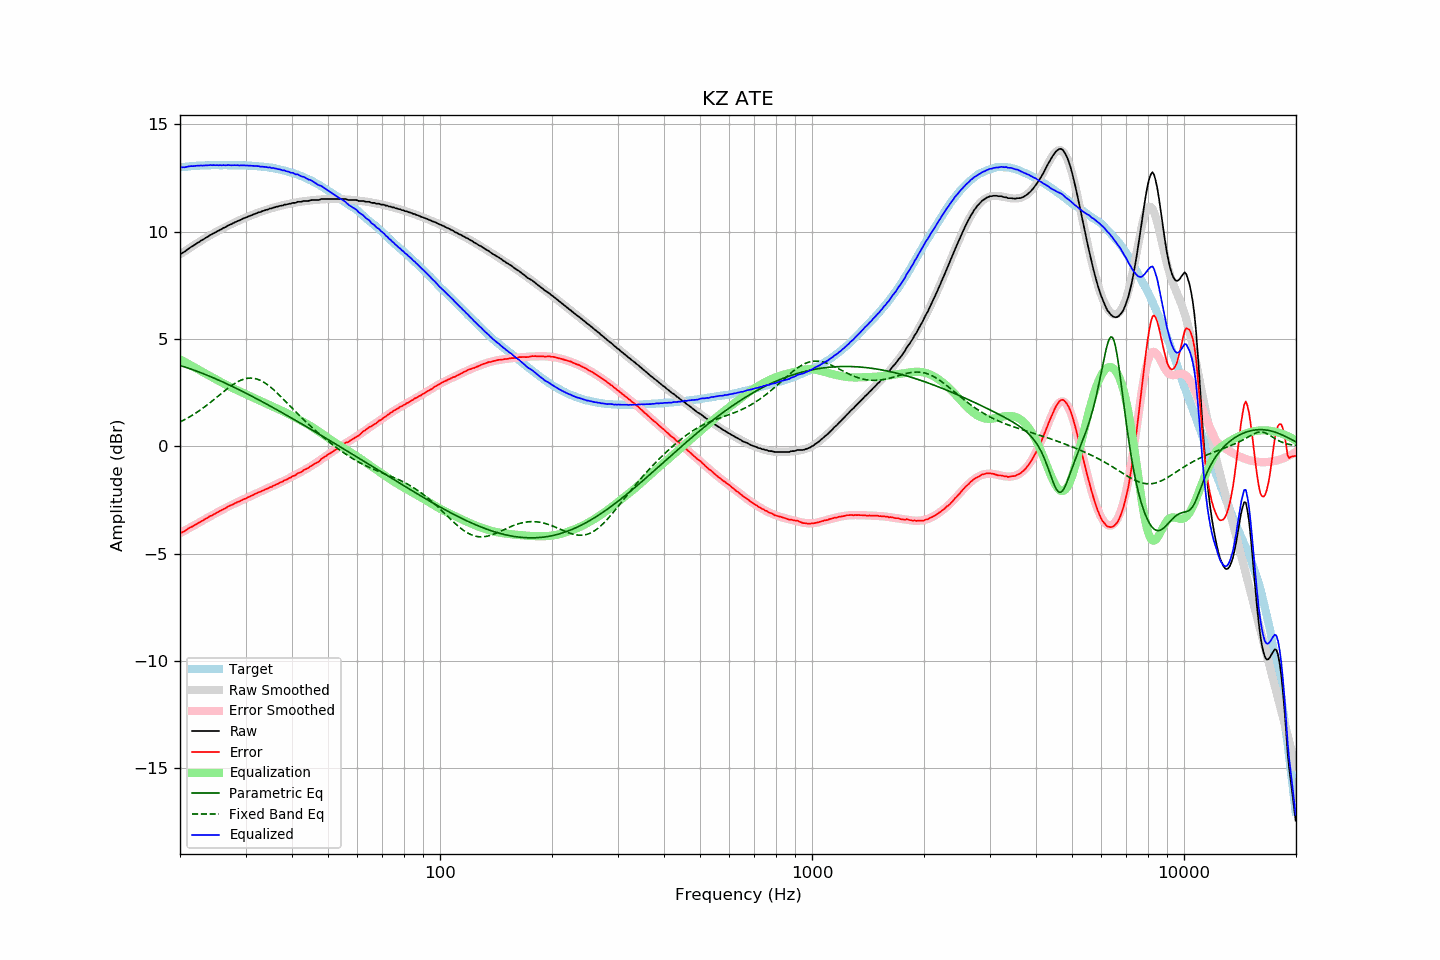 KZ ATE
15
10
5
0
−5
−10
−15
Amplitude (dBr)
Target
Raw Smoothed
Error Smoothed
Raw
Error
Equalization
Parametric Eq
Fixed Band Eq
Equalized
100
1000
10000
Frequency (Hz)